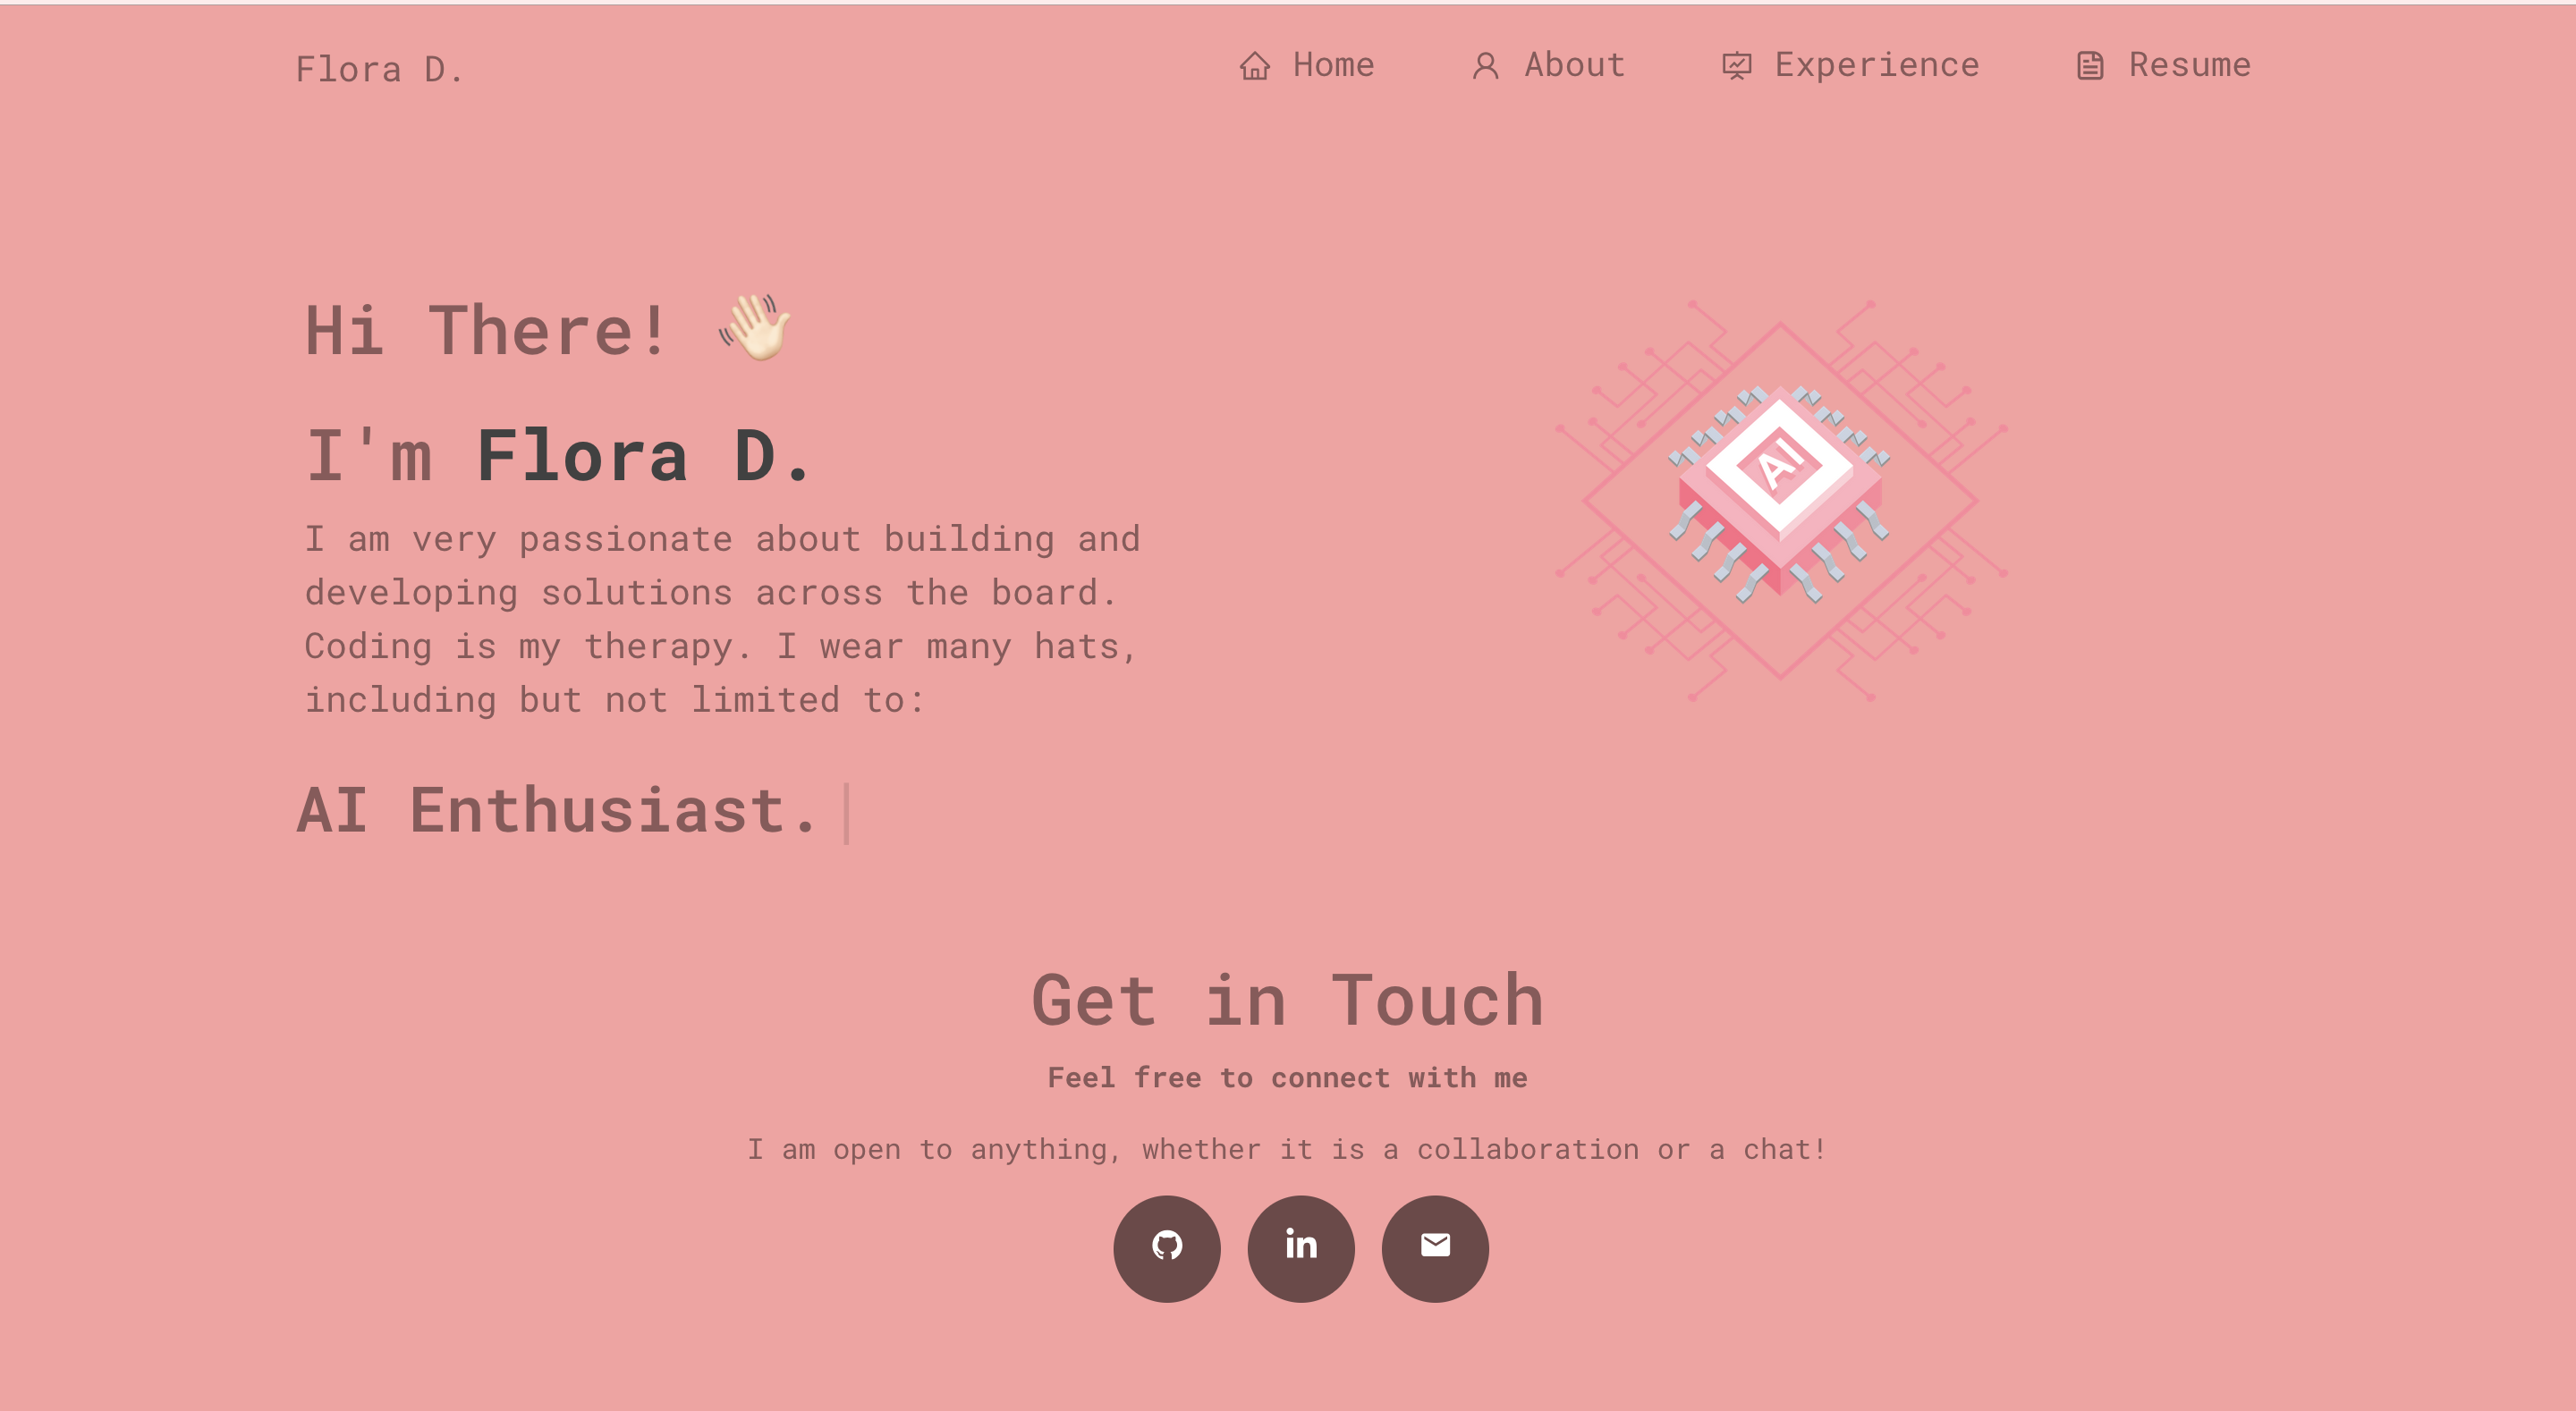 Flora D.
Home
About
Experience
Resume
Hi There! 👋🏻
I'm Flora D.
I am very passionate about building and
developing solutions across the board.
Coding is my therapy. I wear many hats,
including but not limited to:
AI
AI Enthusiast.
Get in Touch
Feel free to connect with me
I am open to anything, whether it is a collaboration or a chat!
in